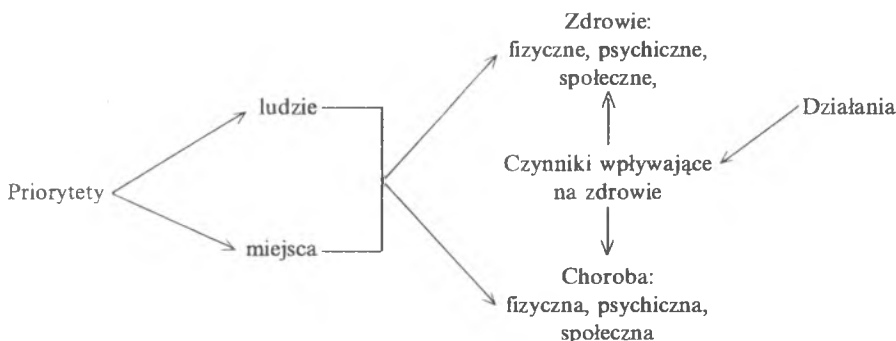 Zdrowie:
fizyczne, psychiczne,
społeczne,
ludzie
Działania
Czynniki wpływające
na zdrowie
Priorytety
miejsca
Choroba:
fizyczna, psychiczna,
społeczna